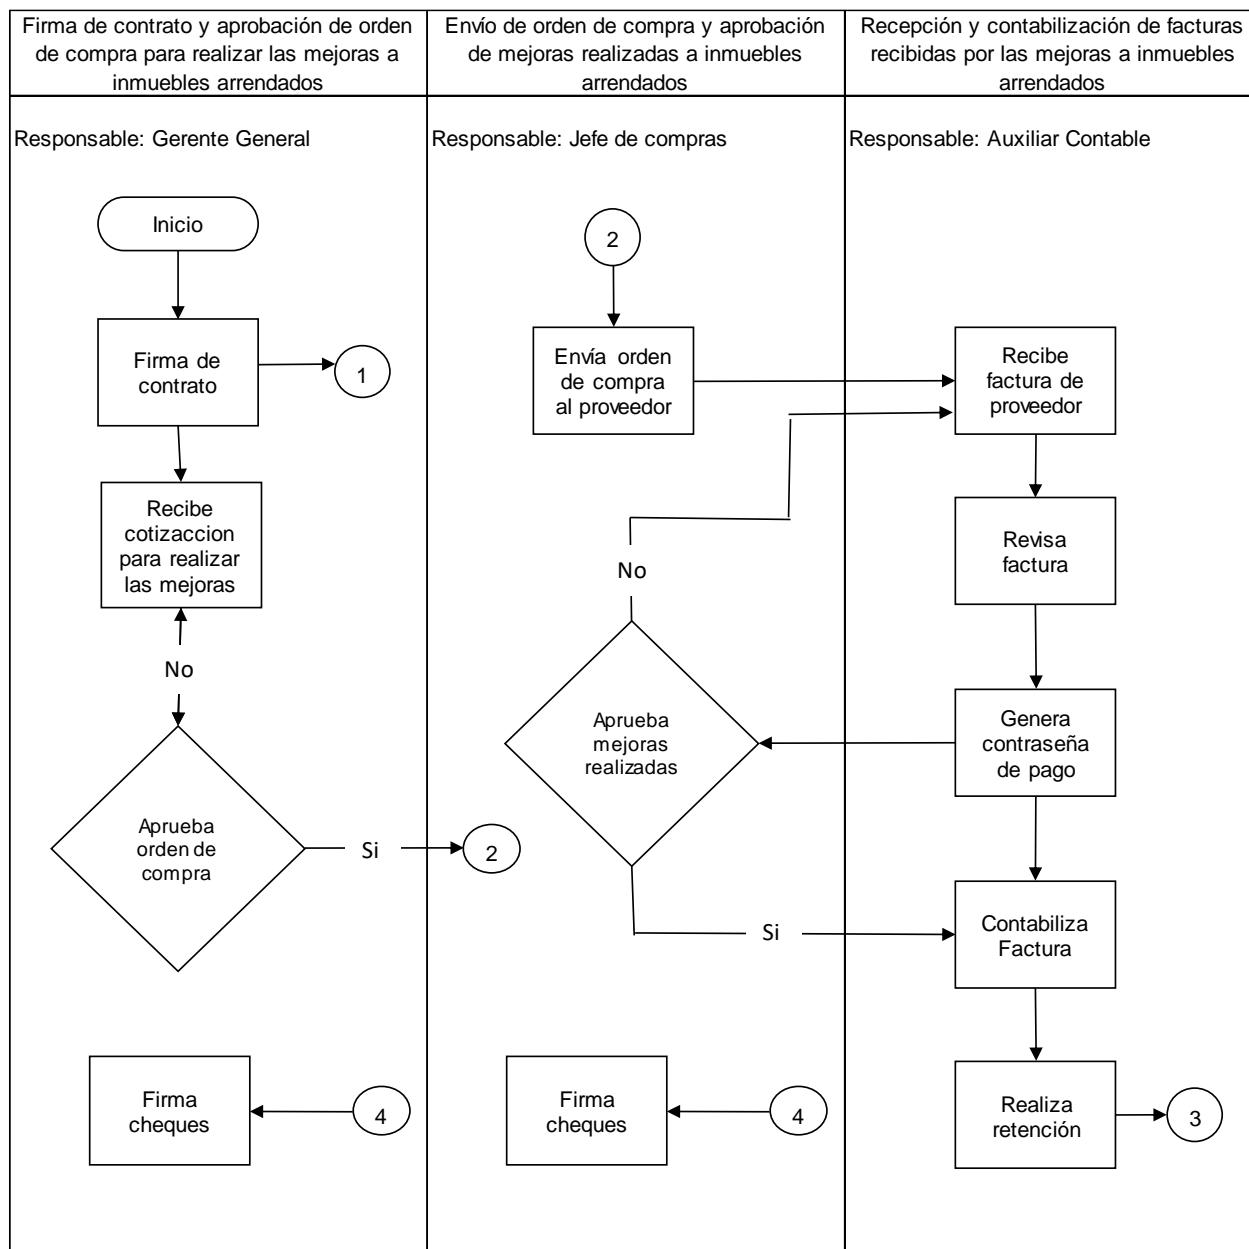 Firma de contrato y aprobación de orden
de compra para realizar las mejoras a
inmuebles arrendados
Envío de orden de compra y aprobación
de mejoras realizadas a inmuebles
arrendados
Recepción y contabilización de facturas
recibidas por las mejoras a inmuebles
arrendados
Responsable: Gerente General
Responsable: Jefe de compras
Responsable: Auxiliar Contable
Inicio
Firma de
contrato
1
Recibe
cotizaccion
para realizar
las mejoras
No
Aprueba
orden de
compra
Si
2
Firma
cheques
4
2
Envía orden
de compra
al proveedor
No
Aprueba
mejoras
realizadas
Si
Firma
cheques
4
Recibe
factura de
proveedor
Revisa
factura
Genera
contraseña
de pago
Contabiliza
Factura
Realiza
retención
3